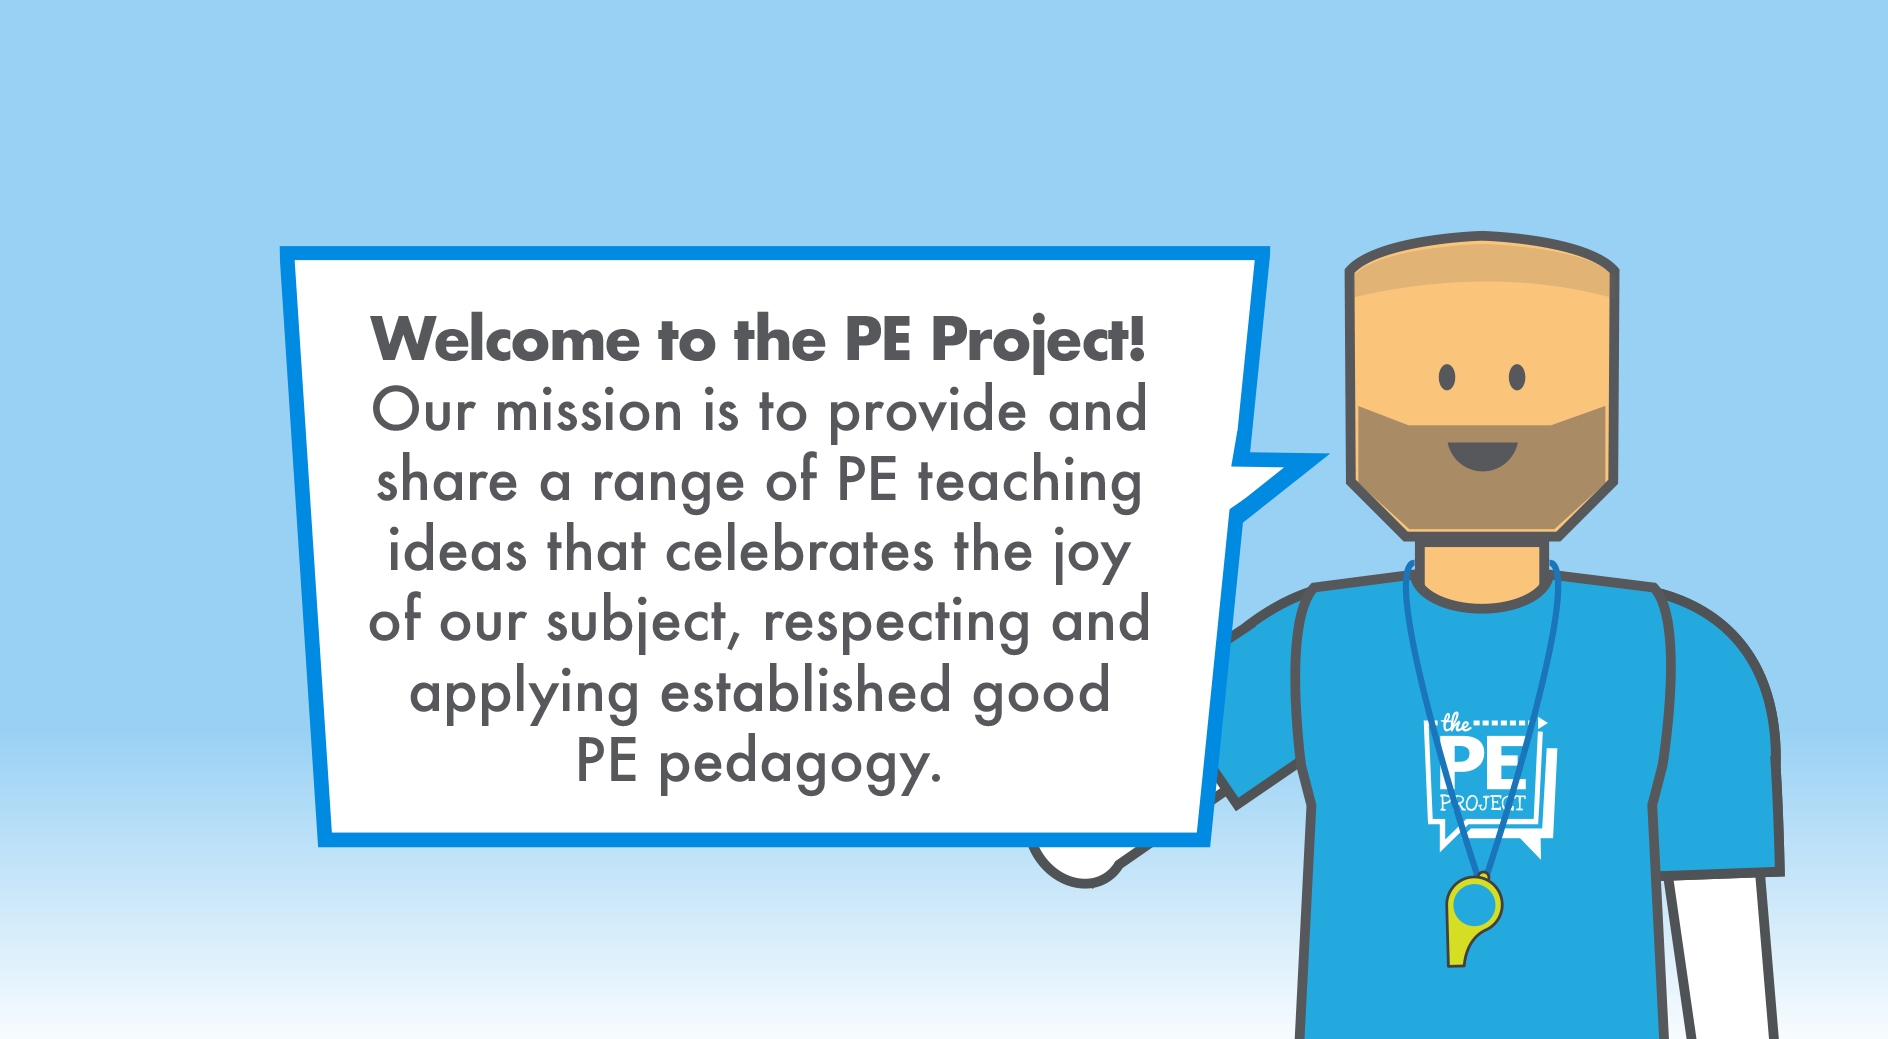 Welcome to the PE Project!
Our mission is to provide and
share a range of PE teaching
ideas that celebrates the joy
of our subject, respecting and
applying established good
PE pedagogy.
the
PE
PROJECT